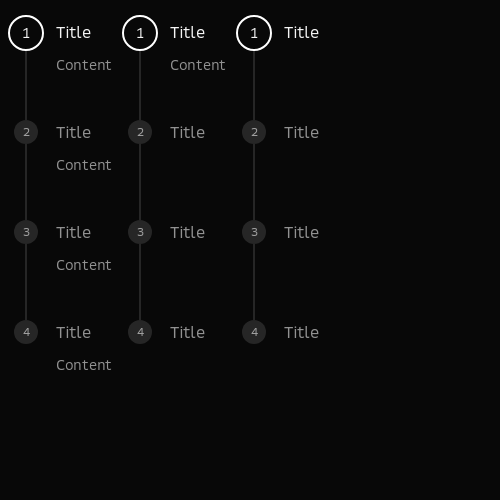 1 Title 1 Title 1 Title
Content Content
2 Title 2 Title 2 Title
Content
3 Title 3 Title 3 Title
Content
4 Title 4 Title 4 Title
Content